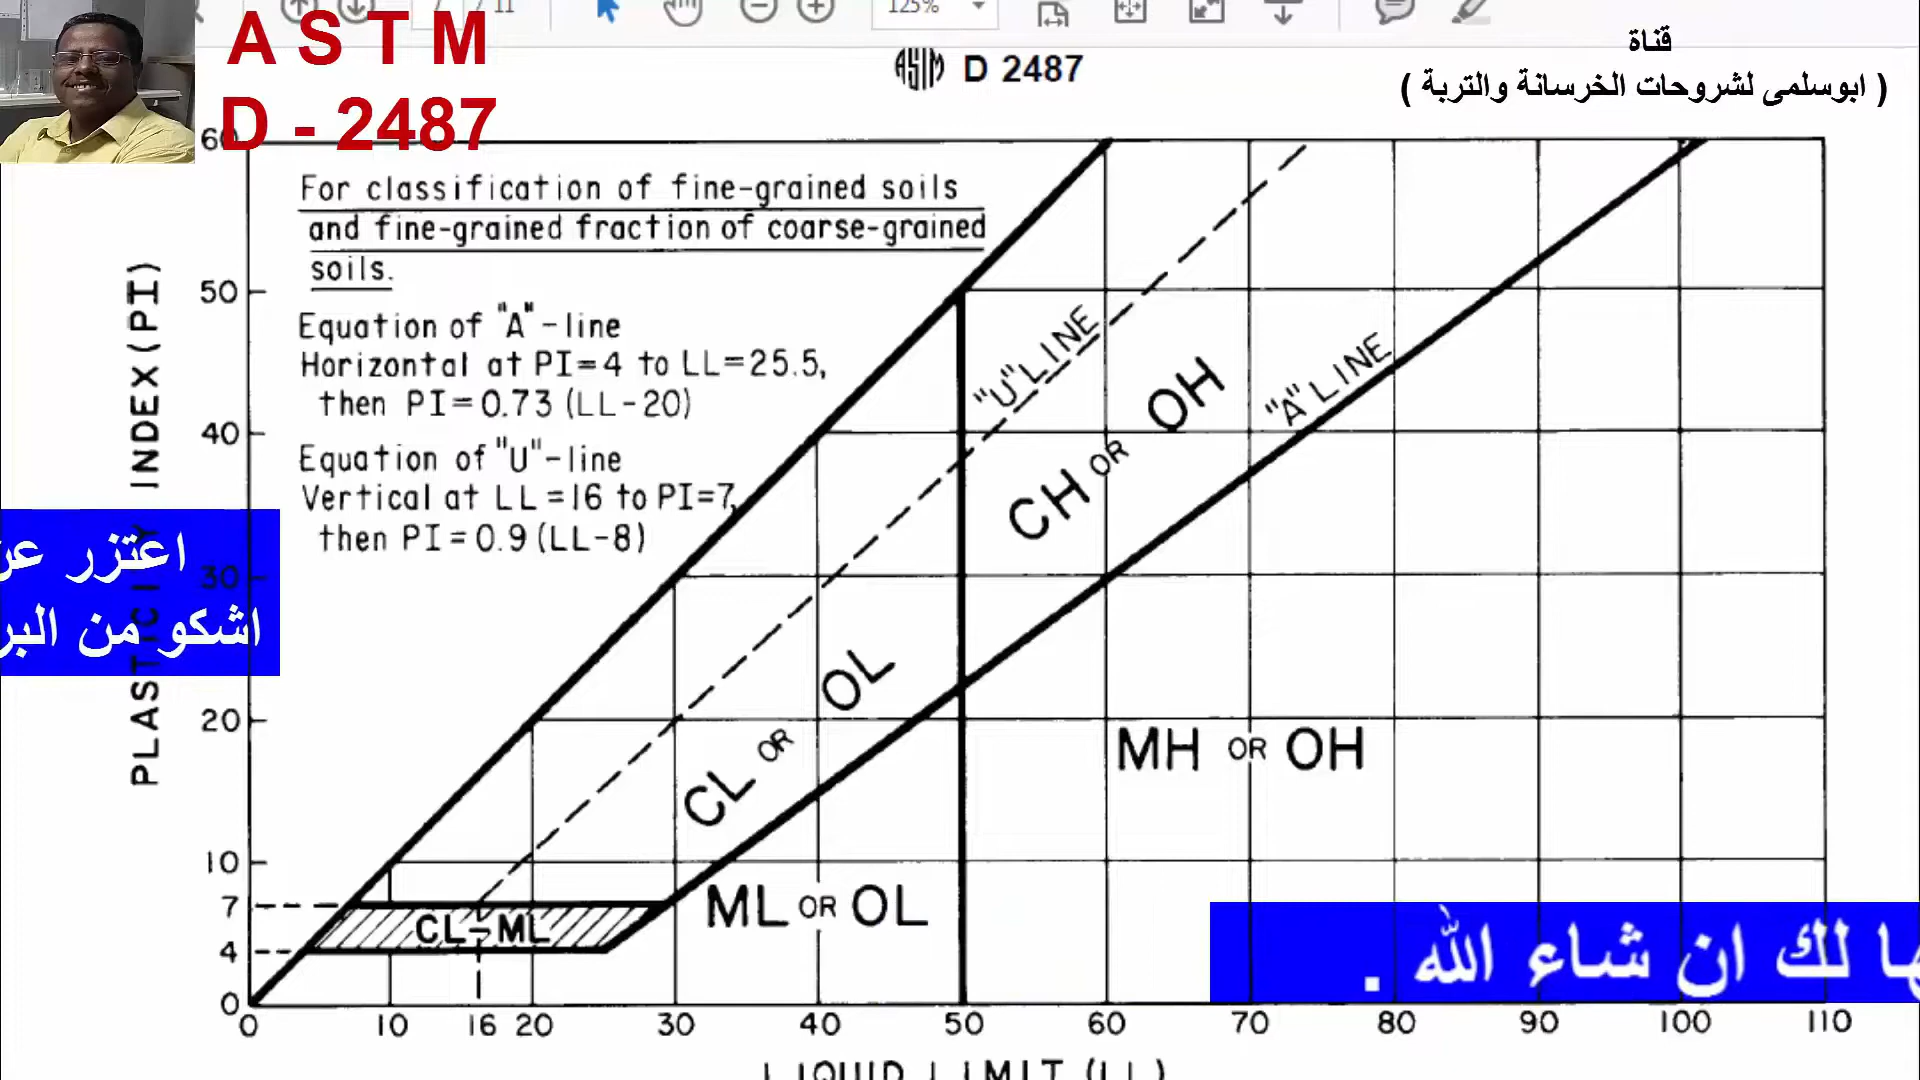 125%
7 / 11
A S T M
D - 2487
ASTM D 2487
قناة
( ابوسلمى لشروحات الخرسانة والتربة )
For classification of fine-grained soils
and fine-grained fraction of coarse-grained
soils.
Equation of "A"-line
Horizontal at PI=4 to LL=25.5,
then PI=0.73 (LL-20)
Equation of "U"-line
Vertical at LL=16 to PI=7,
then PI=0.9 (LL-8)
PLASTICITY INDEX (PI)
60
50
40
30
20
10
7
4
0
"U" LINE
"A" LINE
CH OR OH
CL OR OL
MH OR OH
ML OR OL
CL-ML
اعتزر عن
اشكو من
لك ان شاء الله .
0 10 16 20 30 40 50 60 70 80 90 100 110
LIQUID LIMIT (LL)